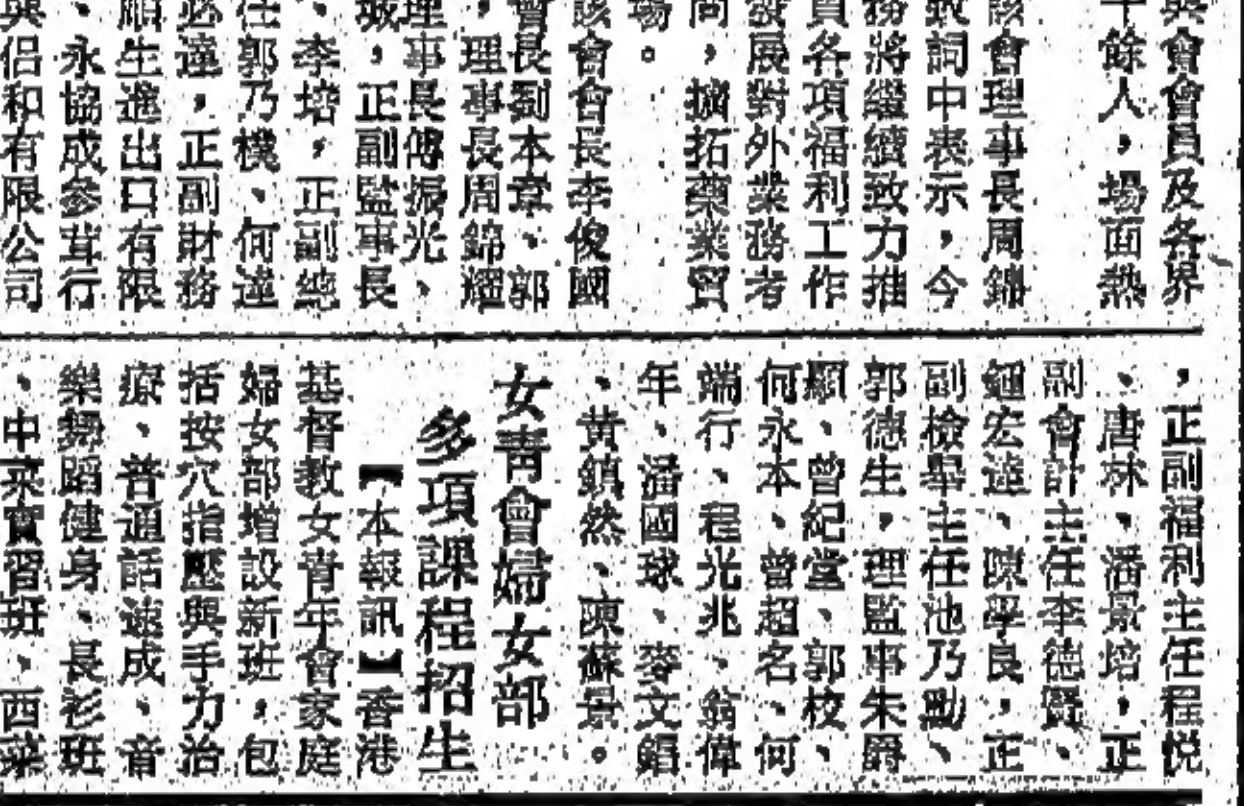 與會會員及各界
十餘人，場面熱
該會理事長周錦
致詞中表示，今
務將繼續致力推
員各項福利工作
發展對外業務者
問，擴拓藥業貿
場。
該會會長李俊國
會長劉本章、郭
，理事長周錦耀
理事長傅振光、
城，正副監事長
、李培，正副總
任郭乃機、何達
必達，正副財務
順生進出口有限
、永協成參茸行
與侶和有限公司
，正副福利主任程悅
、唐林、潘景培，正
副會計主任李德賢、
宏達、陳孚良，正
副檢舉主任池乃勳、
郭德生，理監事朱爵
顯、曾紀堂、郭校、
何永本、曾超名、何
端行、程光兆、翁偉
年、潘國球、麥文錩
、黃鎮然、陳蘇景。
女青會婦女部
多項課程招生
【本報訊】香港
基督教女青年會家庭
婦女部增設新班，包
括按穴指壓與手力治
療、普通話速成、音
樂舞蹈健身、長衫班
、中菜實習班、西菜